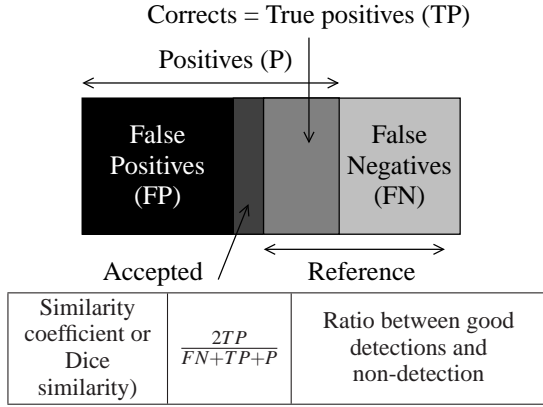 Corrects = True positives (TP)
Positives (P)
False
Positives
(FP)
False
Negatives
(FN)
Accepted
Reference
Similarity
coefficient or
Dice
similarity)
2TP
FN+TP+P
Ratio between good
detections and
non-detection